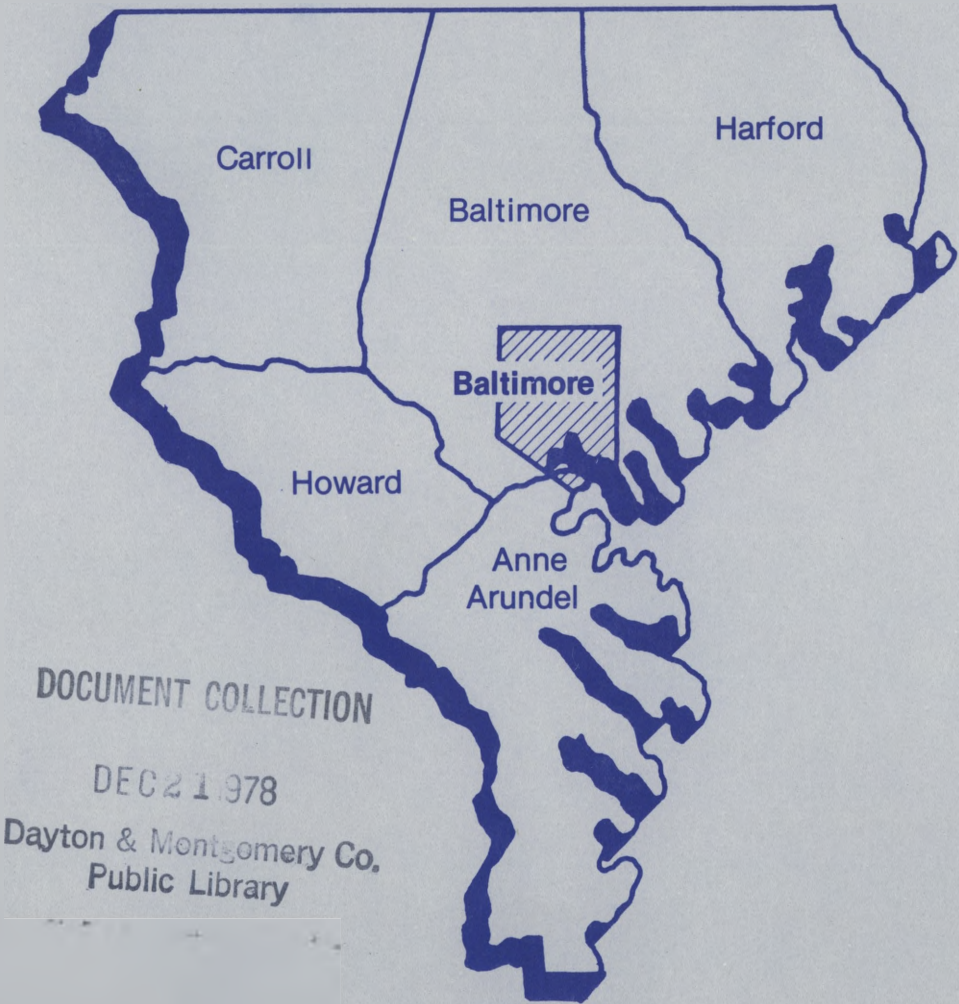 Harford
Carroll
Baltimore
Baltimore
Howard
Anne
Arundel
DOCUMENT COLLECTION
DEC 21 1978
Dayton & Montgomery Co.
Public Library